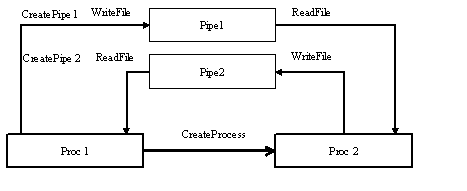 CreatePipe 1 WriteFile Pipe1 ReadFile
CreatePipe 2 ReadFile Pipe2 WriteFile
CreateProcess
Proc 1 Proc 2